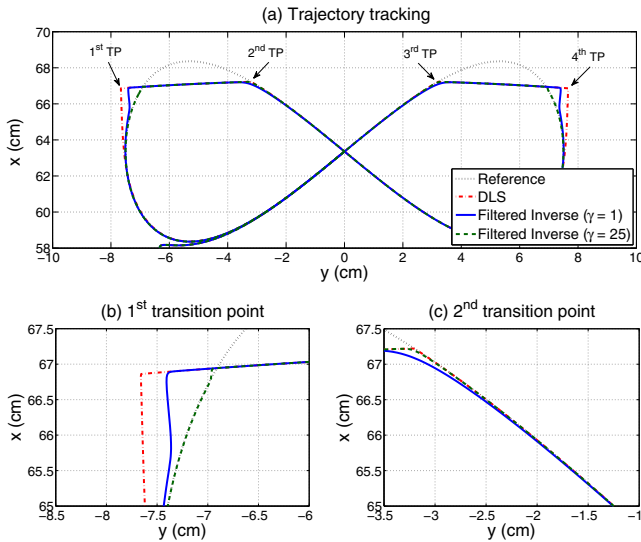 (a) Trajectory tracking
1st TP
2nd TP
3rd TP
4th TP
70
68
66
64
62
60
58
x (cm)
−10
−8
−6
−4
−2
0
2
4
6
8
10
y (cm)
Reference
DLS
Filtered Inverse (γ = 1)
Filtered Inverse (γ = 25)
(b) 1st transition point
67.5
67
66.5
66
65.5
65
x (cm)
−8.5
−8
−7.5
−7
−6.5
−6
y (cm)
(c) 2nd transition point
67.5
67
66.5
66
65.5
65
x (cm)
−3.5
−3
−2.5
−2
−1.5
−1
y (cm)